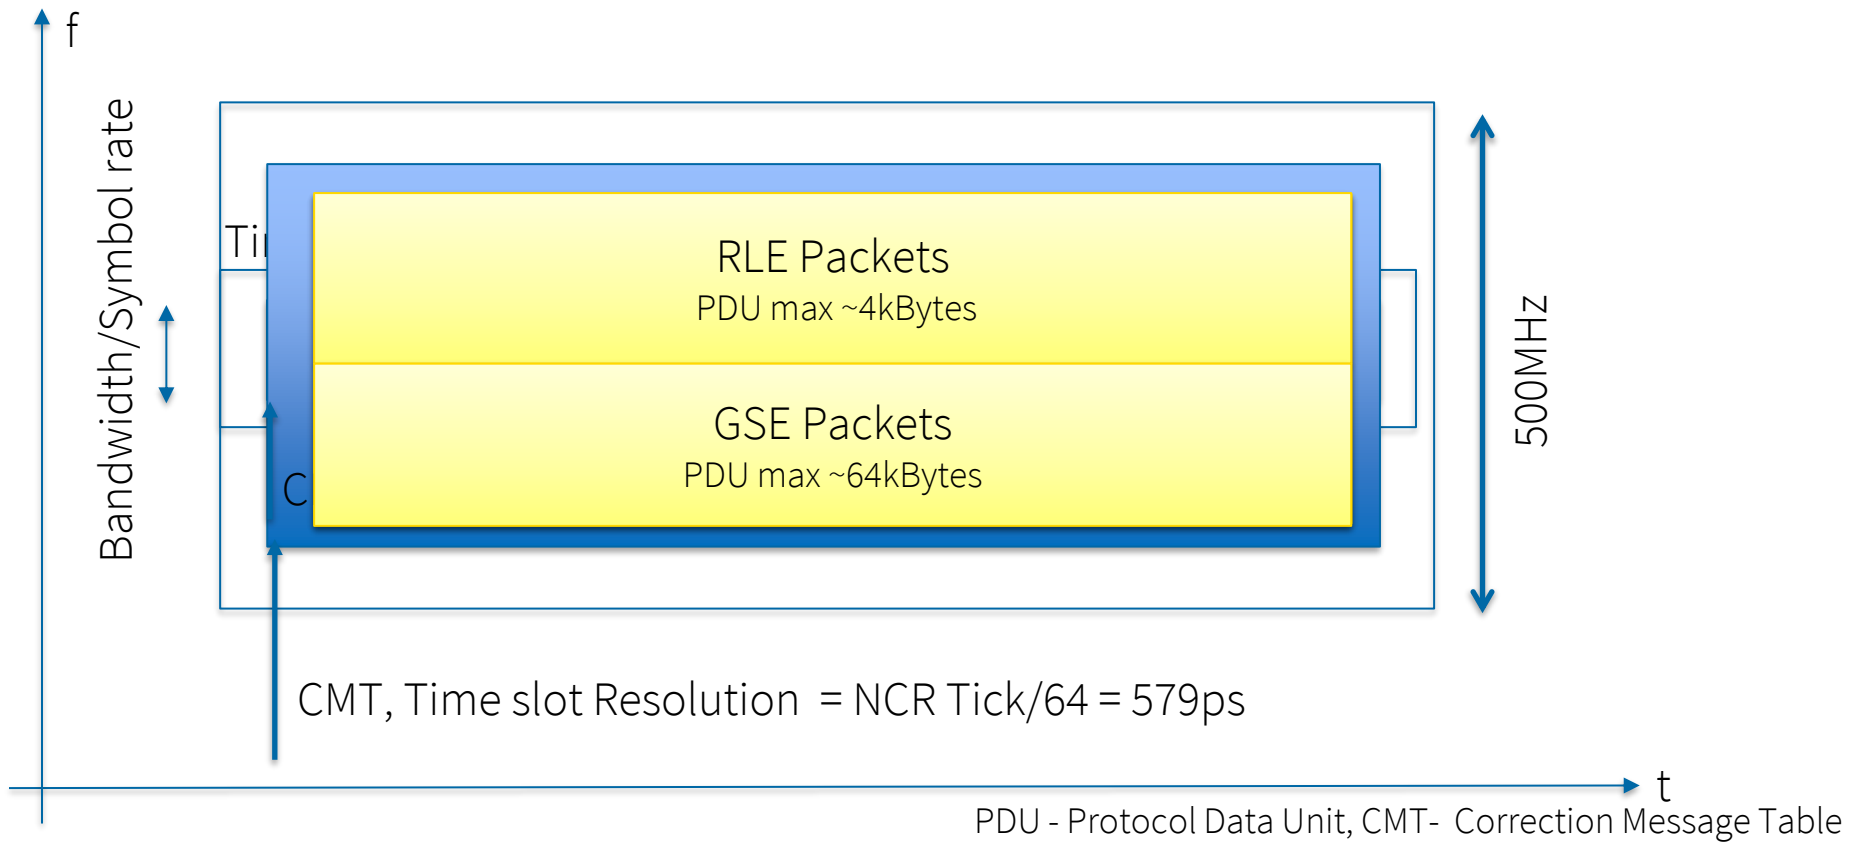 f
Bandwidth/Symbol rate
RLE Packets
PDU max ~4kBytes
GSE Packets
PDU max ~64kBytes
C
500MHz
CMT, Time slot Resolution = NCR Tick/64 = 579ps
t
PDU - Protocol Data Unit, CMT- Correction Message Table